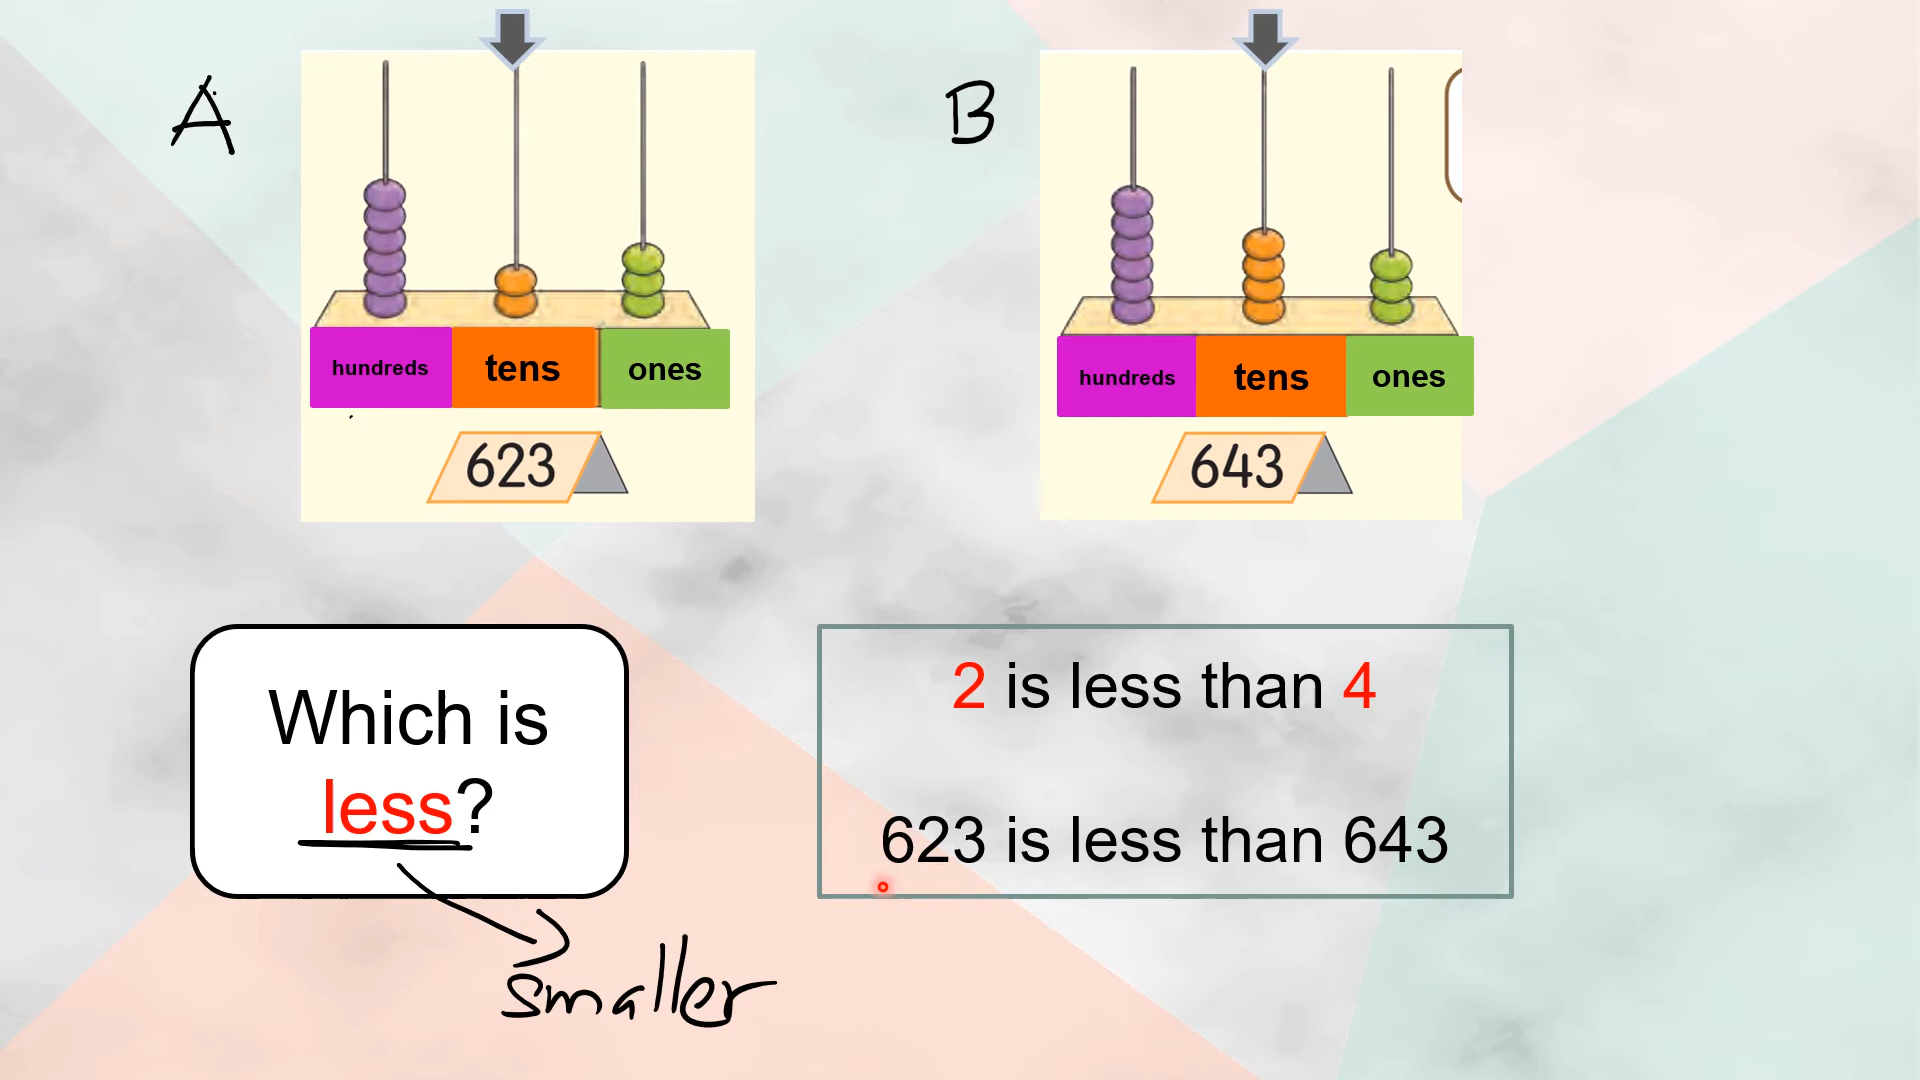 A
B
hundreds tens ones
hundreds tens ones
623
643
Which is
less?
2 is less than 4
623 is less than 643
smaller